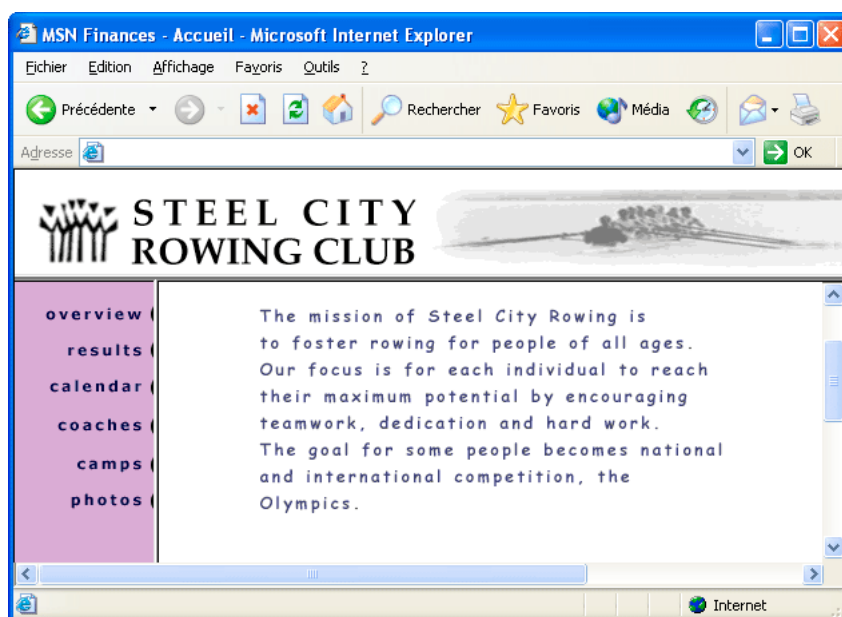 MSN Finances - Accueil - Microsoft Internet Explorer
Fichier Edition Affichage Favoris Outils ?
Précédente Rechercher Favoris Média
Adresse OK
STEEL CITY
ROWING CLUB
overview
results
calendar
coaches
camps
photos
The mission of Steel City Rowing is
to foster rowing for people of all ages.
Our focus is for each individual to reach
their maximum potential by encouraging
teamwork, dedication and hard work.
The goal for some people becomes national
and international competition, the
Olympics.
Internet